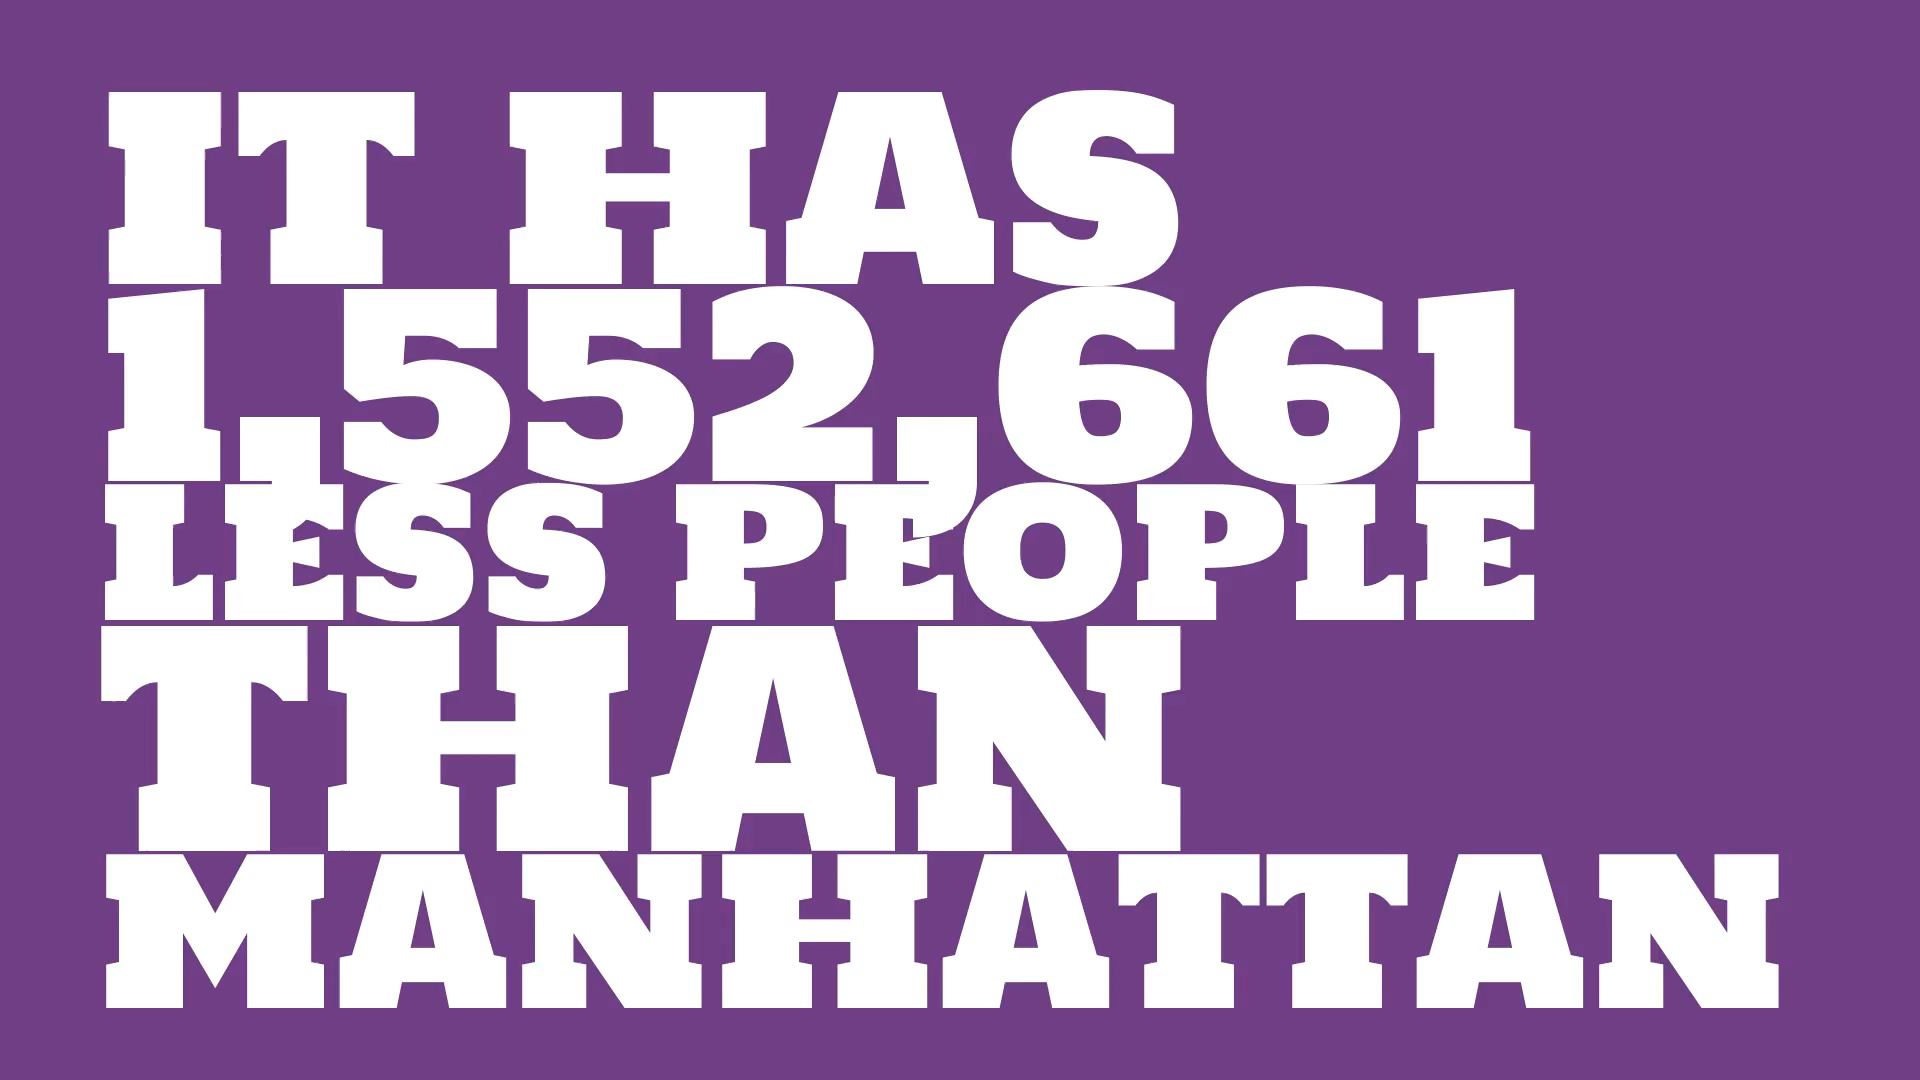 IT HAS
1,552,661
LESS PEOPLE
THAN
MANHATTAN